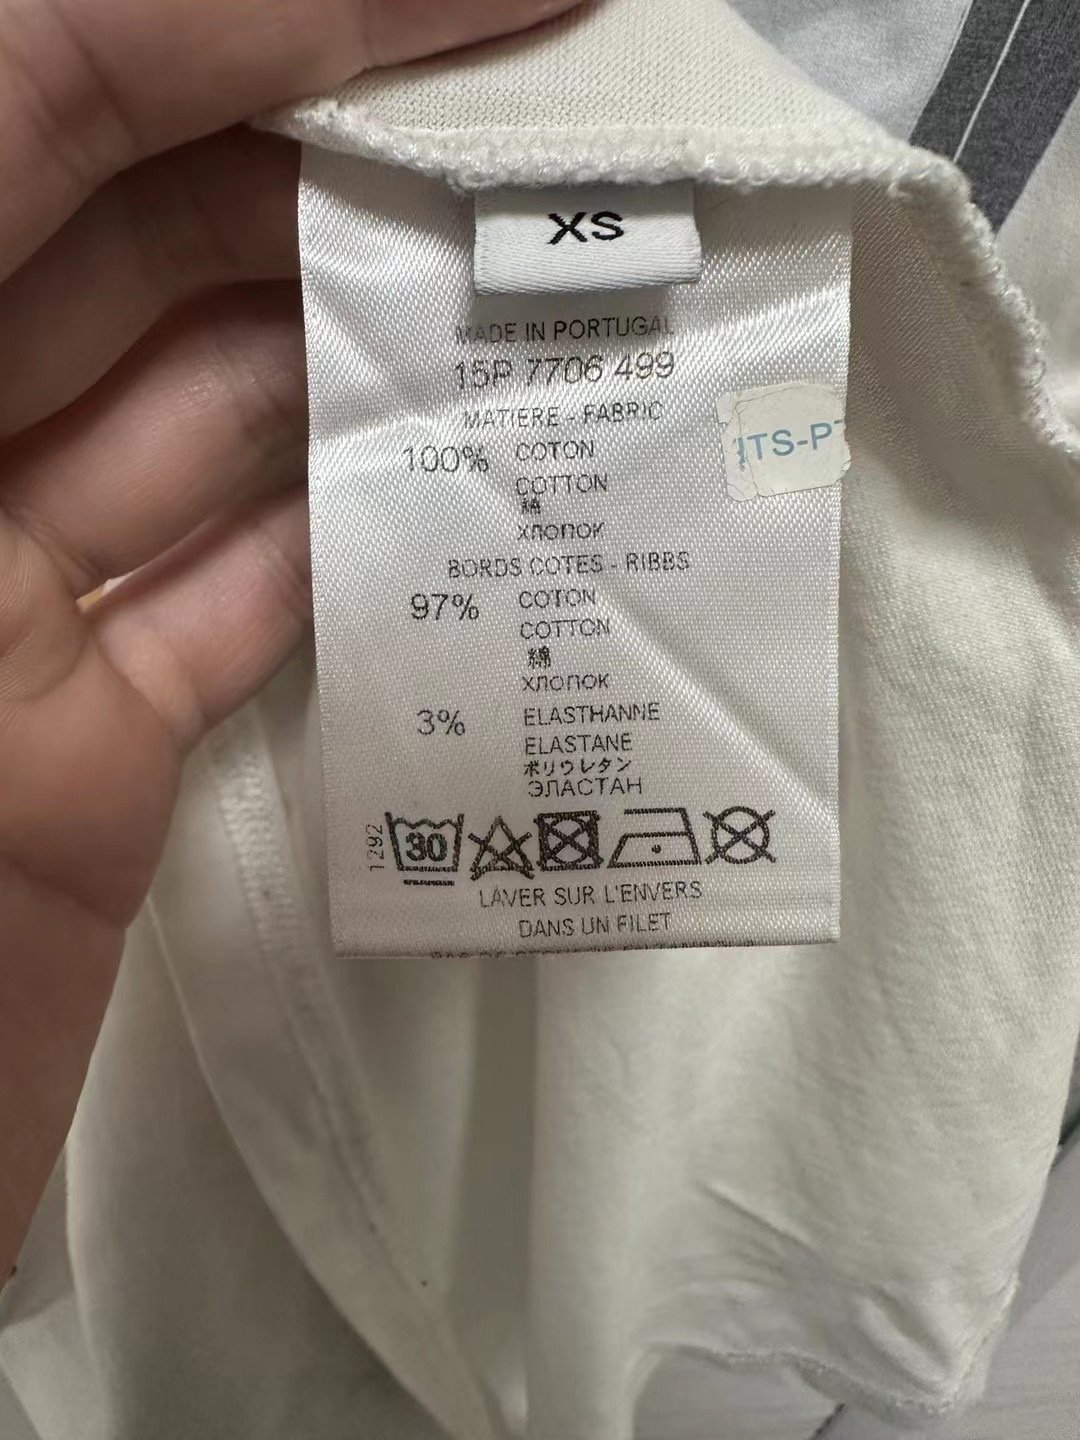 XS
MADE IN PORTUGAL
15P 7706 499
MATIERE - FABRIC
100% COTON
COTTON
綿
ХЛОПОК
BORDS COTES - RIBBS
97% COTON
COTTON
綿
ХЛОПОК
3% ELASTHANNE
ELASTANE
ポリウレタン
ЭЛАСТАН
1292
30
LAVER SUR L'ENVERS
DANS UN FILET
ITS-PT